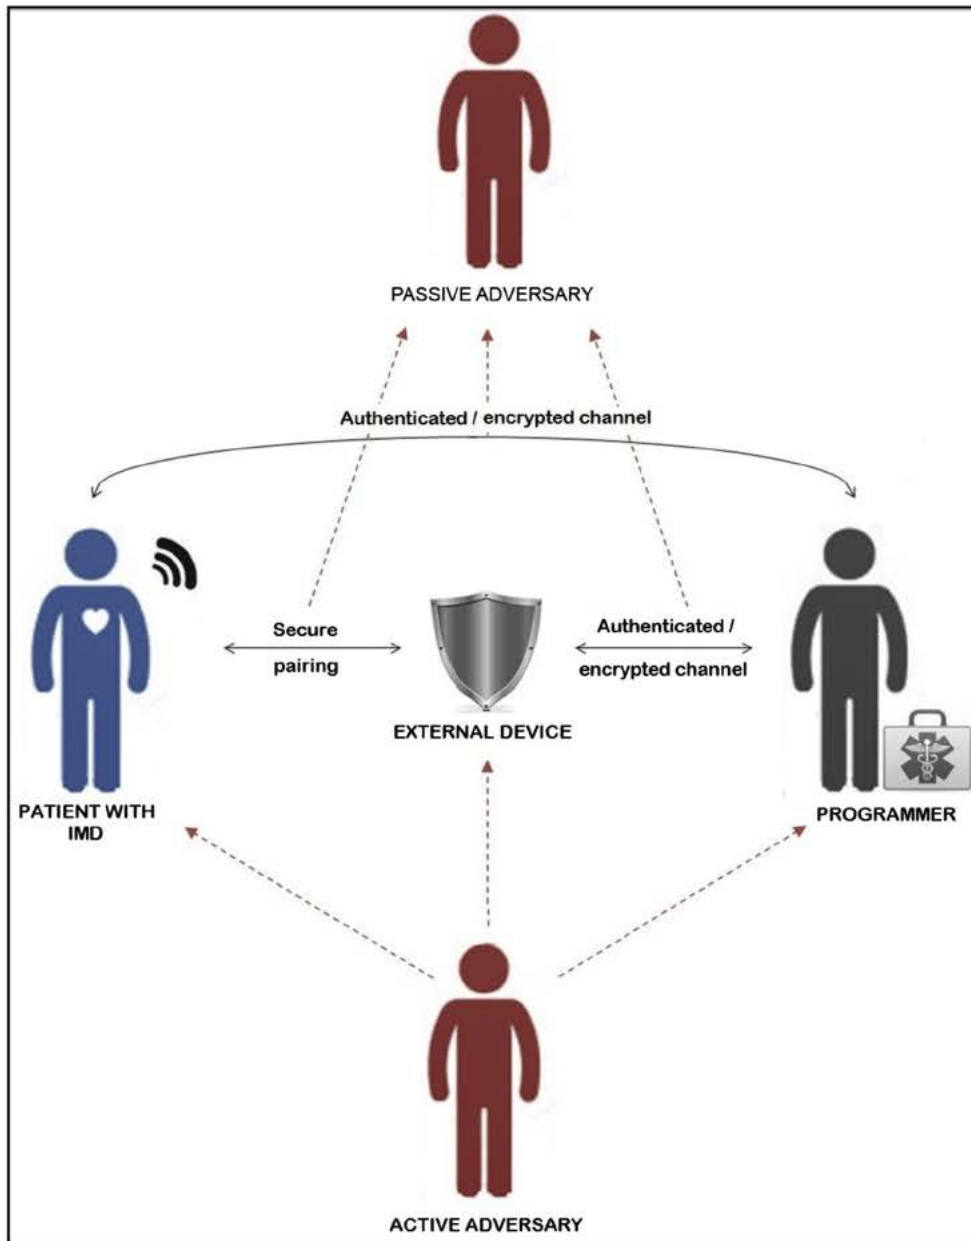 PASSIVE ADVERSARY
Authenticated / encrypted channel
Secure
pairing
Authenticated /
encrypted channel
EXTERNAL DEVICE
PATIENT WITH
IMD
PROGRAMMER
ACTIVE ADVERSARY